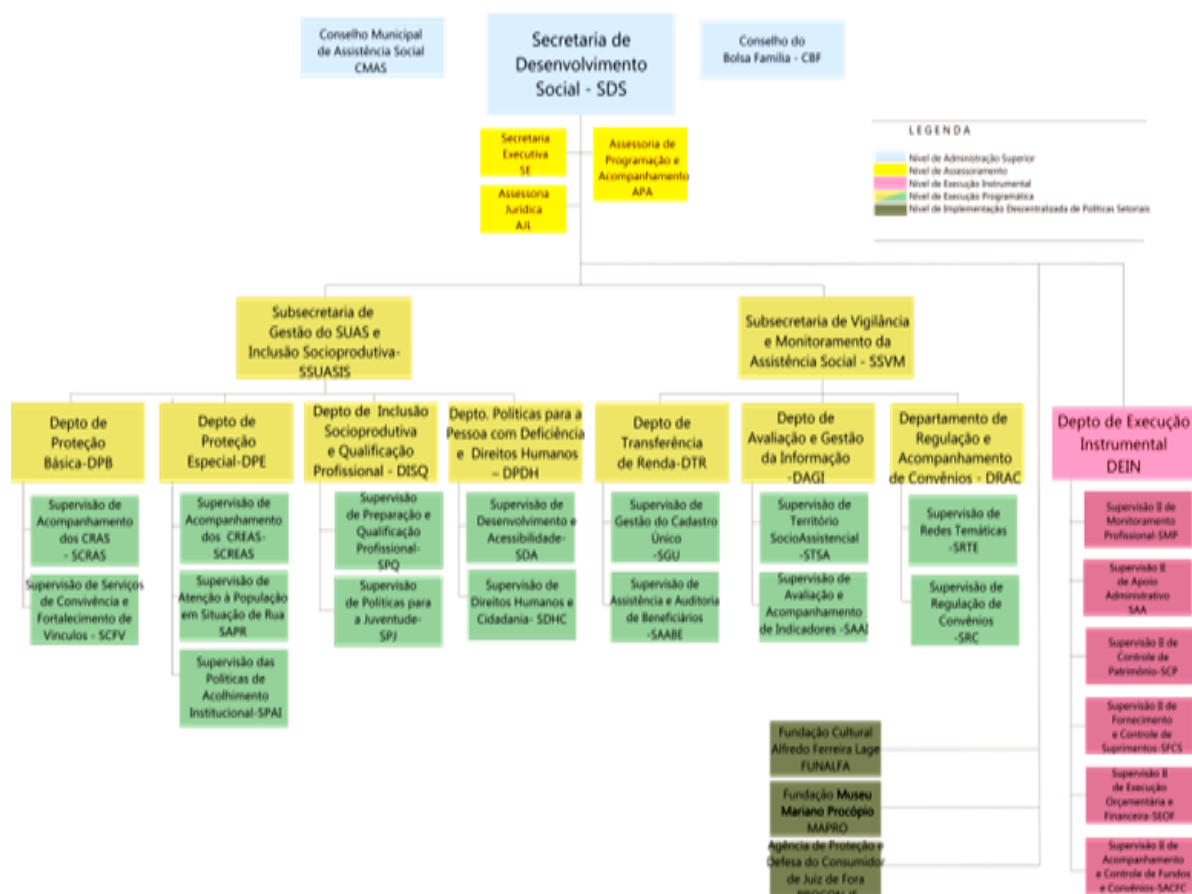 Conselho Municipal
de Assistência Social
CMAS
Secretaria de
Desenvolvimento
Social - SDS
Conselho do
Bolsa Família - CBF
Secretaria
Executiva
SE
Assessoria de
Programação e
Acompanhamento
APA
Assessoria
Jurídica
AJL
LEGENDA
Nível de Administração Superior
Nível de Assessoramento
Nível de Execução Instrumental
Nível de Execução Programática
Nível de Implementação Descentralizada de Políticas Setoriais
Subsecretaria de
Gestão do SUAS e
Inclusão Socioprodutiva-
SSUASIS
Subsecretaria de Vigilância
e Monitoramento da
Assistência Social - SSVM
Depto de
Proteção
Básica-DPB
Depto de
Proteção
Especial-DPE
Depto de Inclusão
Socioprodutiva
e Qualificação
Profissional - DISQ
Depto. Políticas para a
Pessoa com Deficiência
e Direitos Humanos
– DPDH
Depto de
Transferência
de Renda-DTR
Depto de
Avaliação e Gestão
da Informação
-DAGI
Departamento de
Regulação e
Acompanhamento
de Convênios - DRAC
Depto de Execução
Instrumental
DEIN
Supervisão de
Acompanhamento
dos CRAS
- SCRAS
Supervisão de Serviços
de Convivência e
Fortalecimento de
Vínculos - SCFV
Supervisão de
Acompanhamento
dos CREAS-
SCREAS
Supervisão de
Atenção à População
em Situação de Rua
SAPR
Supervisão das
Políticas de
Acolhimento
Institucional-SPAI
Supervisão
de Preparação e
Qualificação
Profissional-
SPQ
Supervisão
de Políticas para
a Juventude-
SPJ
Supervisão de
Desenvolvimento e
Acessibilidade-
SDA
Supervisão de
Direitos Humanos e
Cidadania- SDHC
Supervisão de
Gestão do Cadastro
Único
-SGU
Supervisão de
Assistência e Auditoria
de Beneficiários
-SAABE
Supervisão de
Território
SocioAssistencial
-STSA
Supervisão de
Avaliação e
Acompanhamento
de Indicadores -SAAI
Supervisão de
Redes Temáticas
-SRTE
Supervisão de
Regulação de
Convênios
-SRC
Supervisão II de
Monitoramento
Profissional-SMP
Supervisão II
de Apoio
Administrativo
SAA
Supervisão II de
Controle de
Patrimônio-SCP
Supervisão II de
Fornecimento
e Controle de
Suprimentos-SFCS
Supervisão II
de Execução
Orçamentária e
Financeira-SEOF
Supervisão II de
Acompanhamento
e Controle de Fundos
e Convênios-SACFC
Fundação Cultural
Alfredo Ferreira Lage
FUNALFA
Fundação Museu
Mariano Procópio
MAPRO
Agência de Proteção e
Defesa do Consumidor
de Juiz de Fora